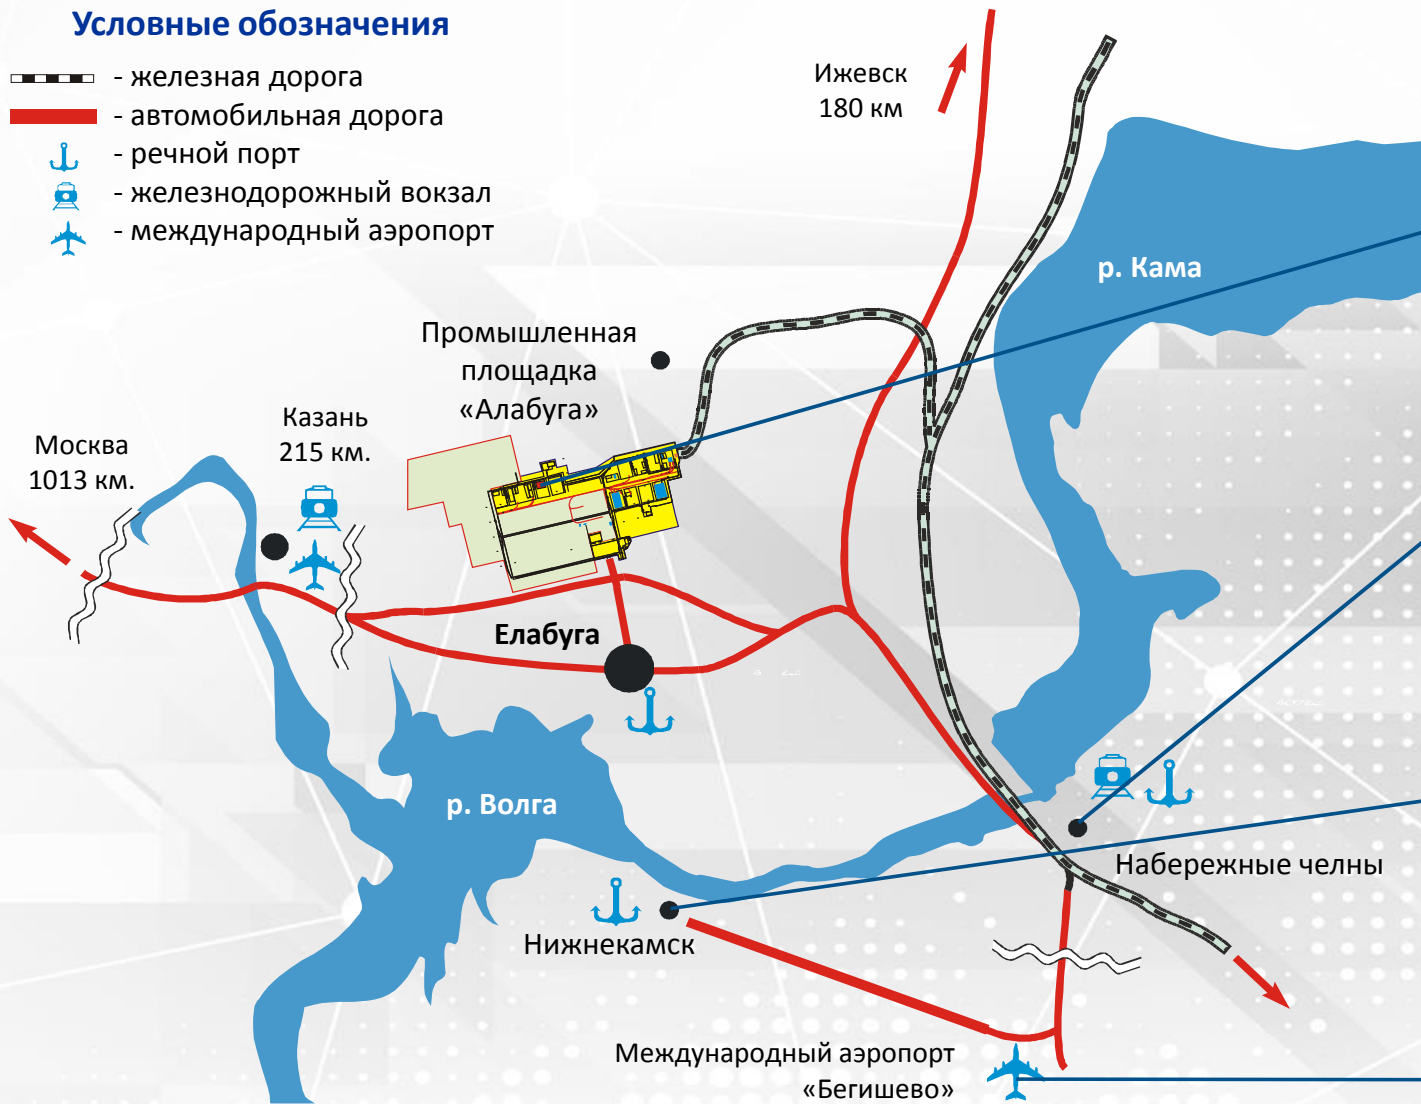 Условные обозначения
- железная дорога
- автомобильная дорога
- речной порт
- железнодорожный вокзал
- международный аэропорт
Ижевск
180 км
р. Кама
Промышленная
площадка
«Алабуга»
Казань
215 км.
Москва
1013 км.
Елабуга
р. Волга
Набережные челны
Нижнекамск
Международный аэропорт
«Бегишево»